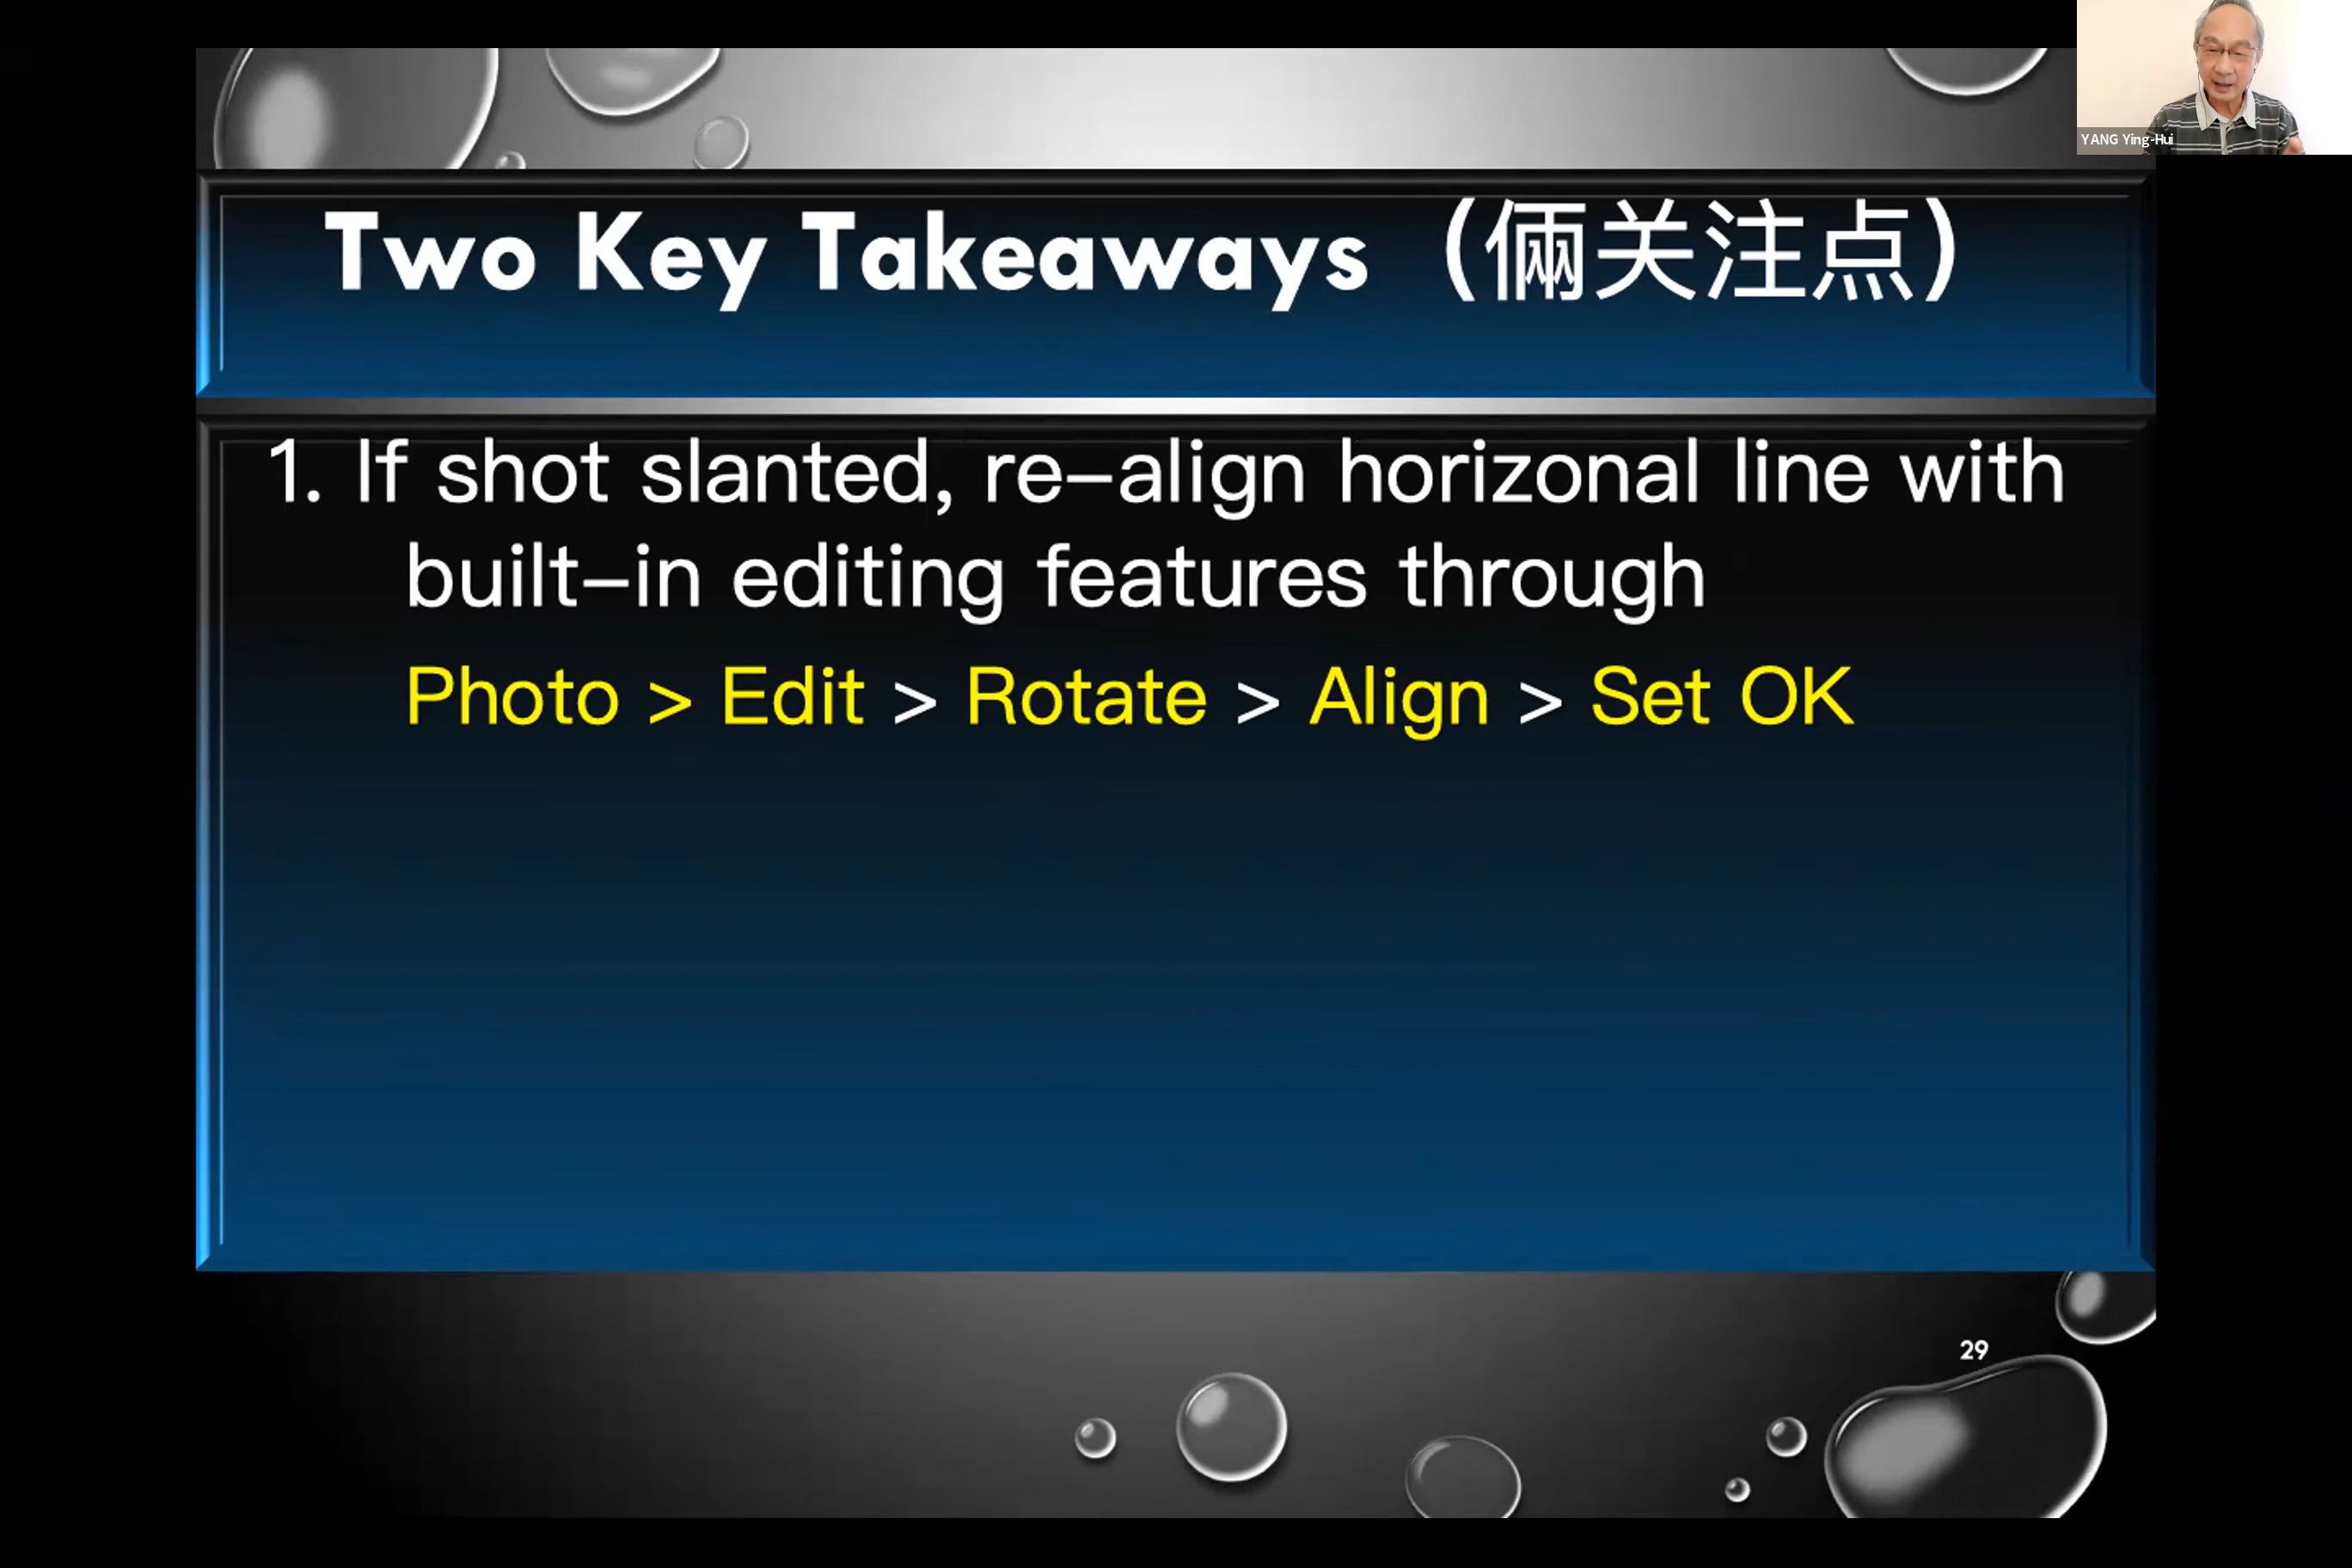 YANG Ying-Hui
Two Key Takeaways (俩关注点)
1. If shot slanted, re-align horizonal line with
built-in editing features through
Photo > Edit > Rotate > Align > Set OK
29